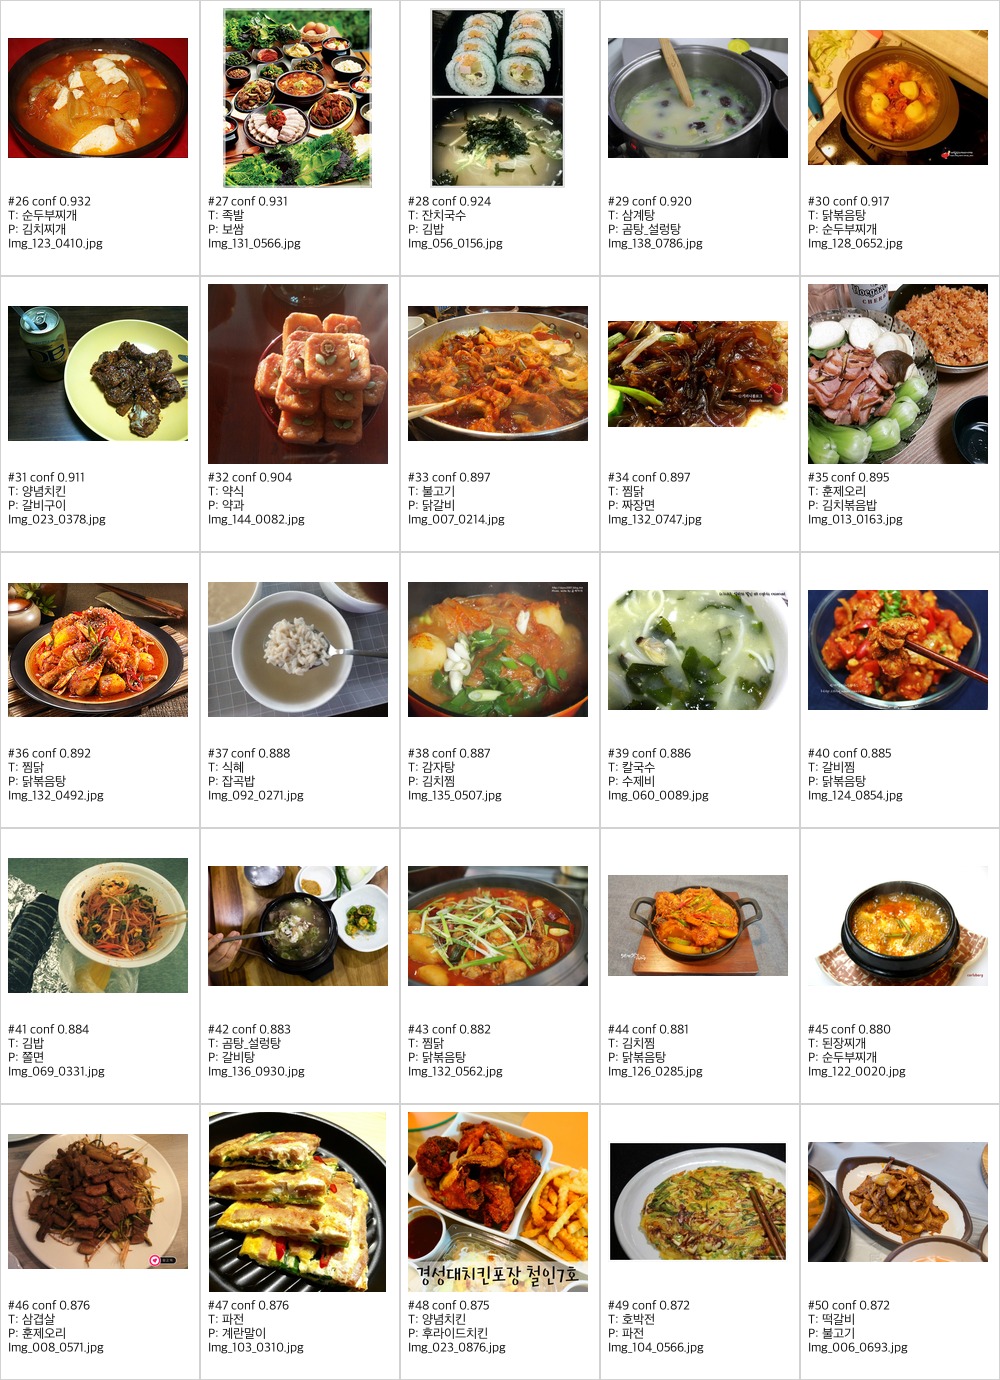 #26 conf 0.932
T: 순두부찌개
P: 김치찌개
Img_123_0410.jpg
#27 conf 0.931
T: 족발
P: 보쌈
Img_131_0566.jpg
#28 conf 0.924
T: 잔치국수
P: 김밥
Img_056_0156.jpg
#29 conf 0.920
T: 삼계탕
P: 곰탕_설렁탕
Img_138_0786.jpg
#30 conf 0.917
T: 닭볶음탕
P: 순두부찌개
Img_128_0652.jpg
#31 conf 0.911
T: 양념치킨
P: 갈비구이
Img_023_0378.jpg
#32 conf 0.904
T: 약식
P: 약과
Img_144_0082.jpg
#33 conf 0.897
T: 불고기
P: 닭갈비
Img_007_0214.jpg
#34 conf 0.897
T: 찜닭
P: 짜장면
Img_132_0747.jpg
#35 conf 0.895
T: 훈제오리
P: 김치볶음밥
Img_013_0163.jpg
#36 conf 0.892
T: 찜닭
P: 닭볶음탕
Img_132_0492.jpg
#37 conf 0.888
T: 식혜
P: 잡곡밥
Img_092_0271.jpg
#38 conf 0.887
T: 감자탕
P: 김치찜
Img_135_0507.jpg
#39 conf 0.886
T: 칼국수
P: 수제비
Img_060_0089.jpg
#40 conf 0.885
T: 갈비찜
P: 닭볶음탕
Img_124_0854.jpg
#41 conf 0.884
T: 김밥
P: 쫄면
Img_069_0331.jpg
#42 conf 0.883
T: 곰탕_설렁탕
P: 갈비탕
Img_136_0930.jpg
#43 conf 0.882
T: 찜닭
P: 닭볶음탕
Img_132_0562.jpg
#44 conf 0.881
T: 김치찜
P: 닭볶음탕
Img_126_0285.jpg
#45 conf 0.880
T: 된장찌개
P: 순두부찌개
Img_122_0020.jpg
#46 conf 0.876
T: 삼겹살
P: 훈제오리
Img_008_0571.jpg
#47 conf 0.876
T: 파전
P: 계란말이
Img_103_0310.jpg
경성대치킨포장 철인7호
#48 conf 0.875
T: 양념치킨
P: 후라이드치킨
Img_023_0876.jpg
#49 conf 0.872
T: 호박전
P: 파전
Img_104_0566.jpg
#50 conf 0.872
T: 떡갈비
P: 불고기
Img_006_0693.jpg